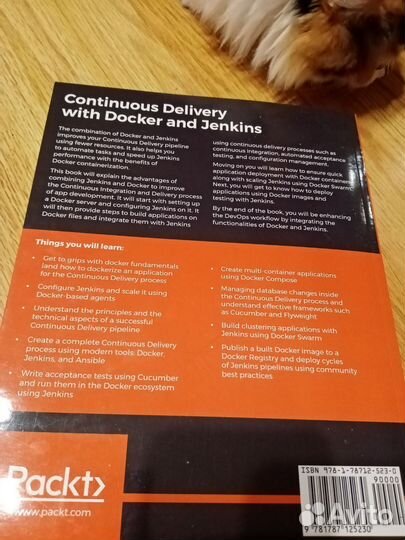 Continuous Delivery
with Docker and Jenkins
The combination of Docker and Jenkins
improves your Continuous Delivery pipeline
using fewer resources. It also helps you
to automate tasks and speed up Jenkins
performance with the benefits of
Docker containerization.
This book will explain the advantages of
combining Jenkins and Docker to improve
the Continuous Integration and Delivery process
of app development. It will start with setting up
a Docker server and configuring Jenkins on it. It
will then provide steps to build applications on
Docker files and integrate them with Jenkins
using continuous delivery processes such as
continuous integration, automated acceptance
testing, and configuration management.
Moving on you will learn how to ensure quick
application deployment with Docker containers
along with scaling Jenkins using Docker Swarm.
Next, you will get to know how to deploy
applications using Docker images and
testing with Jenkins.
By the end of the book, you will be enhancing
the DevOps workflow by integrating the
functionalities of Docker and Jenkins.
Things you will learn:
• Get to grips with docker fundamentals
(and how to dockerize an application
for the Continuous Delivery process
• Configure Jenkins and scale it using
Docker-based agents
• Understand the principles and the
technical aspects of a successful
Continuous Delivery pipeline
• Create a complete Continuous Delivery
process using modern tools: Docker,
Jenkins, and Ansible
• Write acceptance tests using Cucumber
and run them in the Docker ecosystem
using Jenkins
• Create multi container applications
using Docker Compose
• Managing database changes inside
the Continuous Delivery process and
understand effective frameworks such
as Cucumber and Flyweight
• Build clustering applications with
Jenkins using Docker Swarm
• Publish a built Docker image to a
Docker Registry and deploy cycles
of Jenkins pipelines using community
best practices
Packt>
www.packt.com
ISBN 978-1-78712-523-0
90000
9 781787 125230
Avito